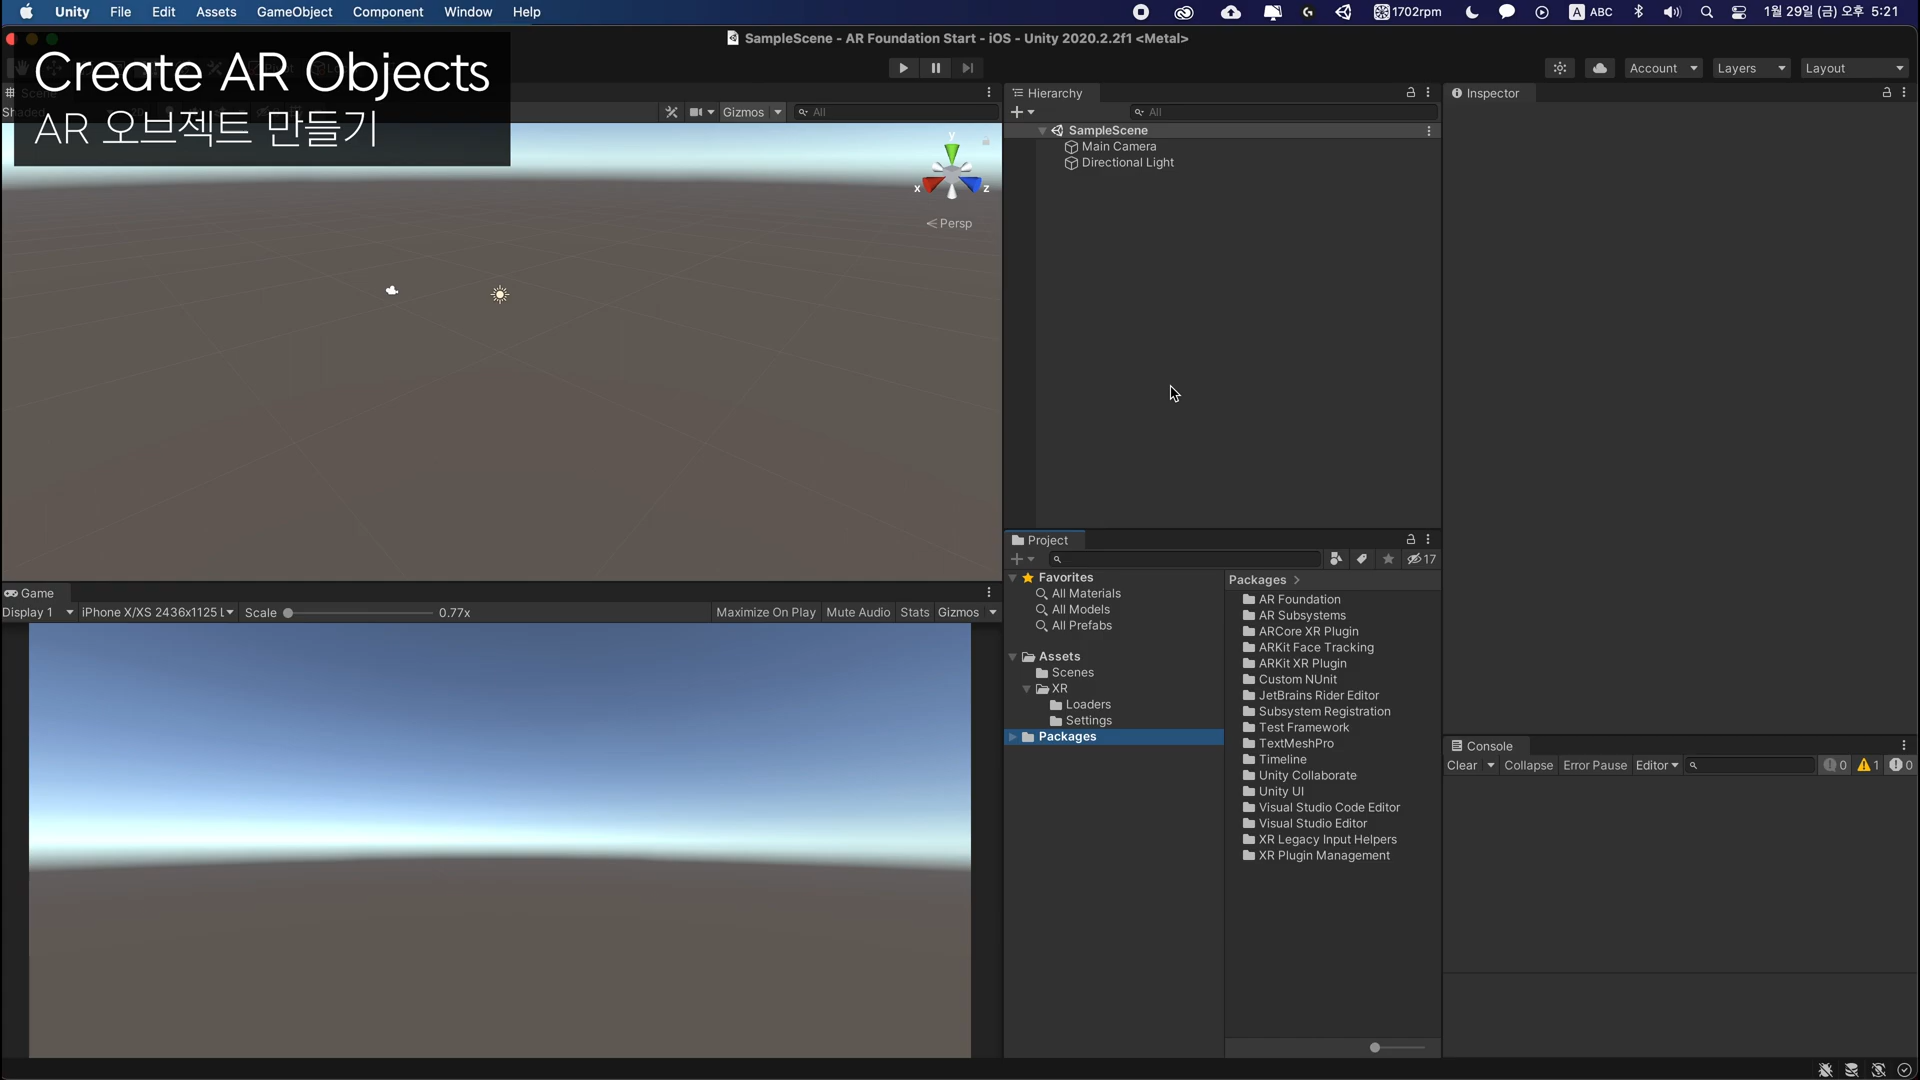 Unity File Edit Assets GameObject Component Window Help
1702rpm A ABC 1월 29일 (금) 오후 5:21
SampleScene - AR Foundation Start - iOS - Unity 2020.2.2f1 <Metal>
Create AR Objects
AR 오브젝트 만들기
Account Layers Layout
Gizmos All
y
x
z
Persp
Hierarchy
All
SampleScene
Main Camera
Directional Light
Inspector
Game
Display 1 iPhone X/XS 2436x1125 L Scale 0.77x Maximize On Play Mute Audio Stats Gizmos
Project
17
Favorites
All Materials
All Models
All Prefabs
Assets
Scenes
XR
Loaders
Settings
Packages
Packages >
AR Foundation
AR Subsystems
ARCore XR Plugin
ARKit Face Tracking
ARKit XR Plugin
Custom NUnit
JetBrains Rider Editor
Subsystem Registration
Test Framework
TextMeshPro
Timeline
Unity Collaborate
Unity UI
Visual Studio Code Editor
Visual Studio Editor
XR Legacy Input Helpers
XR Plugin Management
Console
Clear Collapse Error Pause Editor 0 1 0